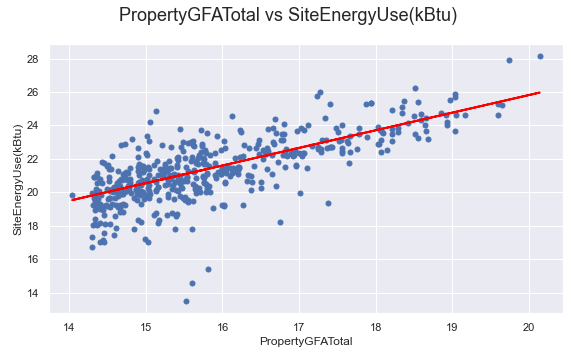 PropertyGFATotal vs SiteEnergyUse(kBtu)
28
26
24
22
20
18
16
14
SiteEnergyUse(kBtu)
14 15 16 17 18 19 20
PropertyGFATotal